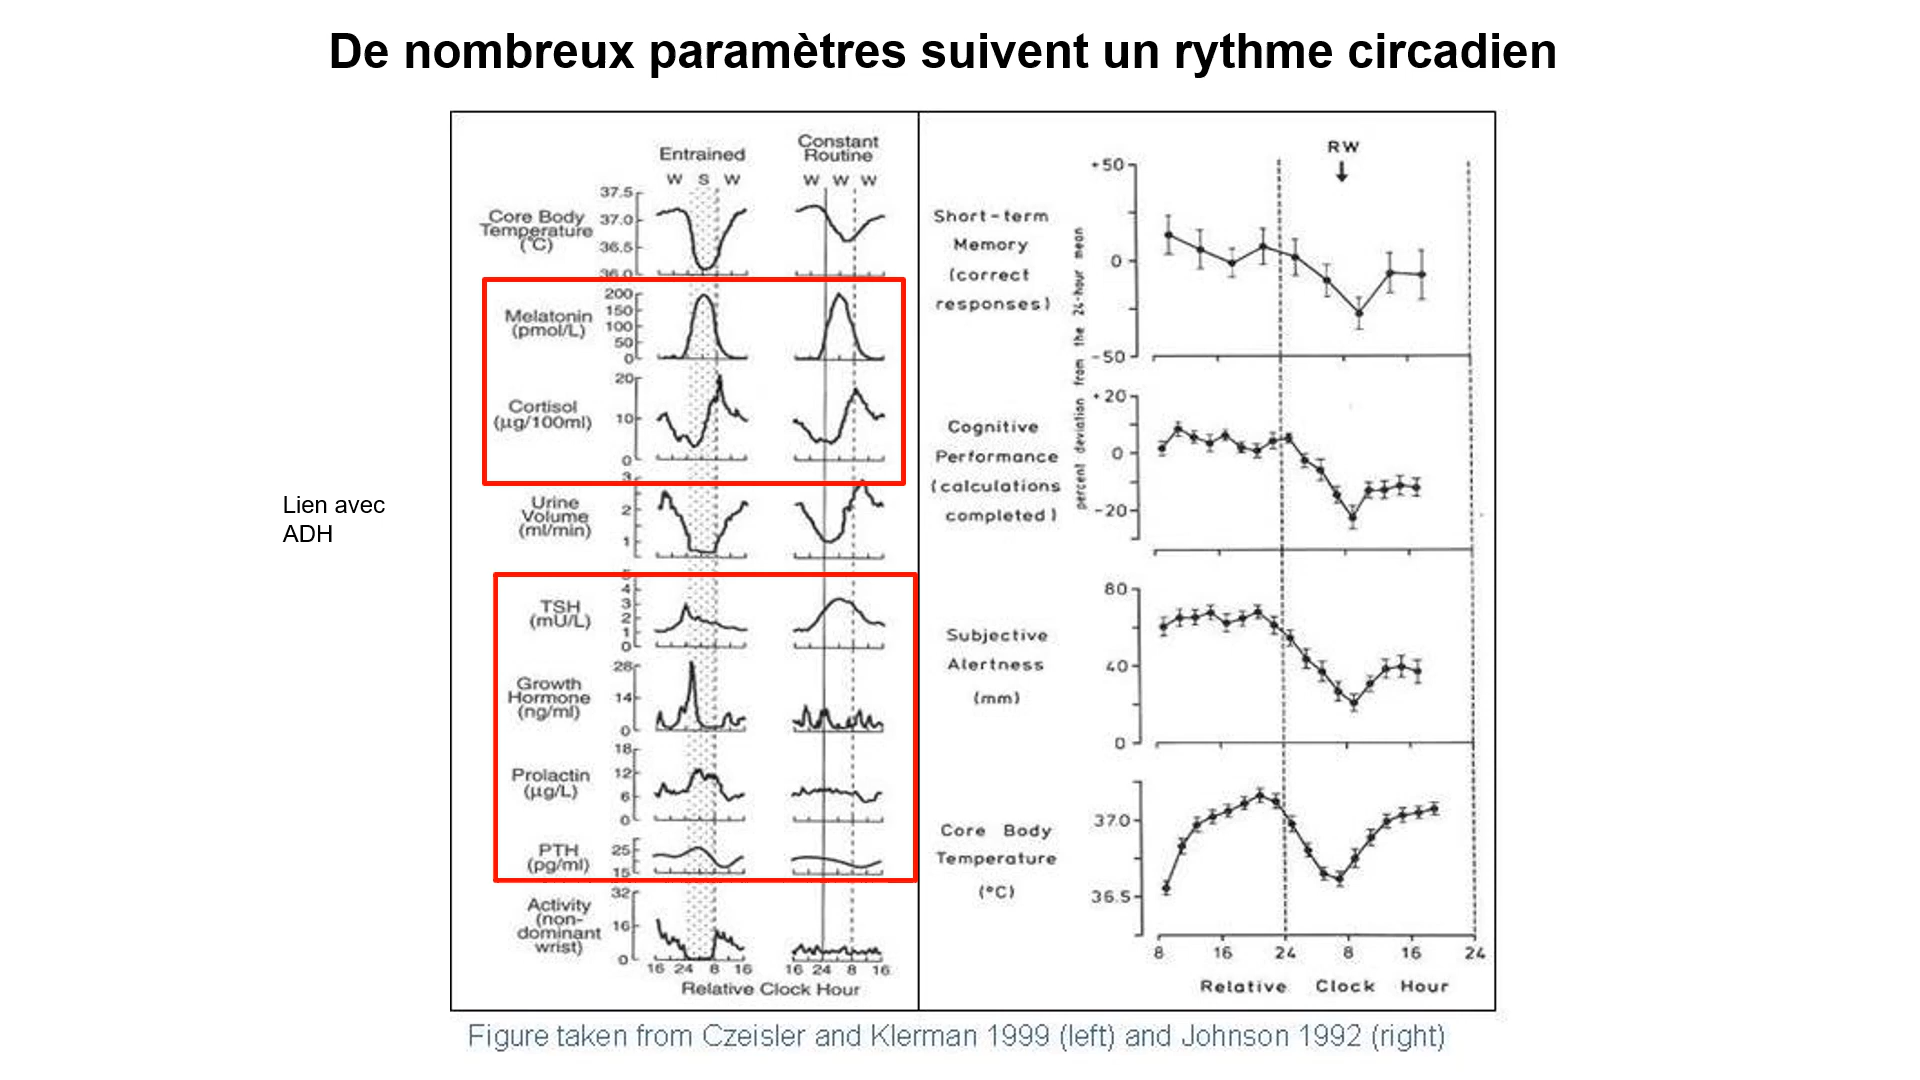 De nombreux paramètres suivent un rythme circadien
Lien avec
ADH
Entrained
Constant
Routine
W S W
W W W
Core Body
Temperature
(°C)
37.5
37.0
36.5
36.0
Melatonin
(pmol/L)
200
150
100
50
0
Cortisol
(µg/100ml)
20
10
0
Urine
Volume
(ml/min)
3
2
1
TSH
(mU/L)
5
4
3
2
1
0
Growth
Hormone
(ng/ml)
28
14
0
Prolactin
(µg/L)
18
12
6
0
PTH
(pg/ml)
25
15
Activity
(non-
dominant
wrist)
32
16
0
16 24 8 16
16 24 8 16
Relative Clock Hour
RW
percent deviation from the 24-hour mean
Short-term
Memory
(correct
responses)
+50
0
-50
Cognitive
Performance
(calculations
completed)
+20
0
-20
Subjective
Alertness
(mm)
80
40
0
Core Body
Temperature
(°C)
37.0
36.5
8 16 24 8 16 24
Relative Clock Hour
Figure taken from Czeisler and Klerman 1999 (left) and Johnson 1992 (right)